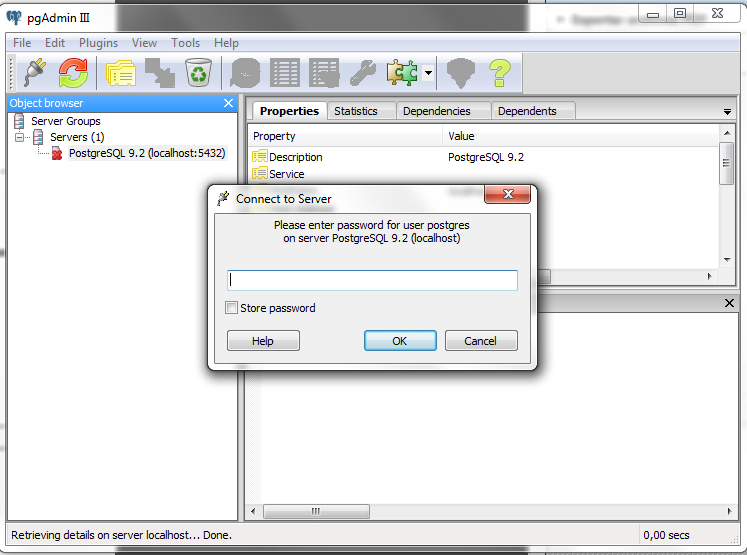 pgAdmin III
File Edit Plugins View Tools Help
Object browser
Server Groups
Servers (1)
PostgreSQL 9.2 (localhost:5432)
Properties Statistics Dependencies Dependents
Property Value
Description PostgreSQL 9.2
Service
Connect to Server
Please enter password for user postgres
on server PostgreSQL 9.2 (localhost)
Store password
Help OK Cancel
Retrieving details on server localhost... Done. 0,00 secs